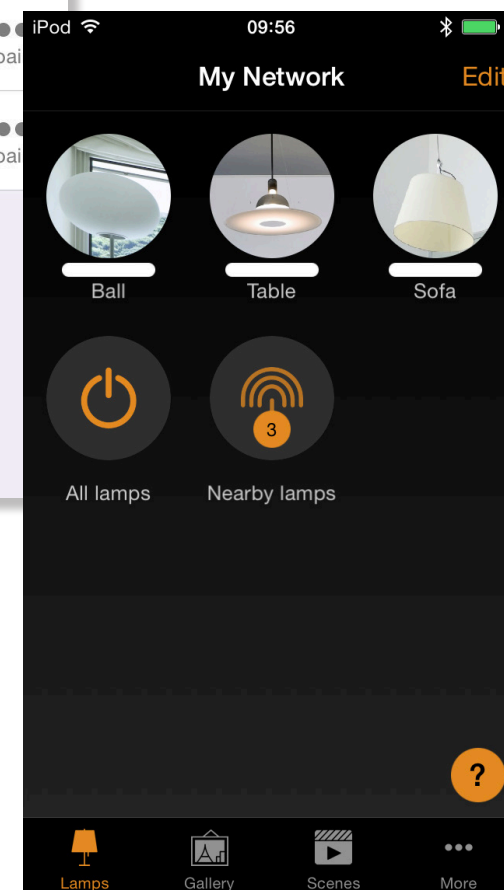 iPod 09:56
My Network Edit
Ball Table Sofa
3
All lamps Nearby lamps
?
Lamps Gallery Scenes More